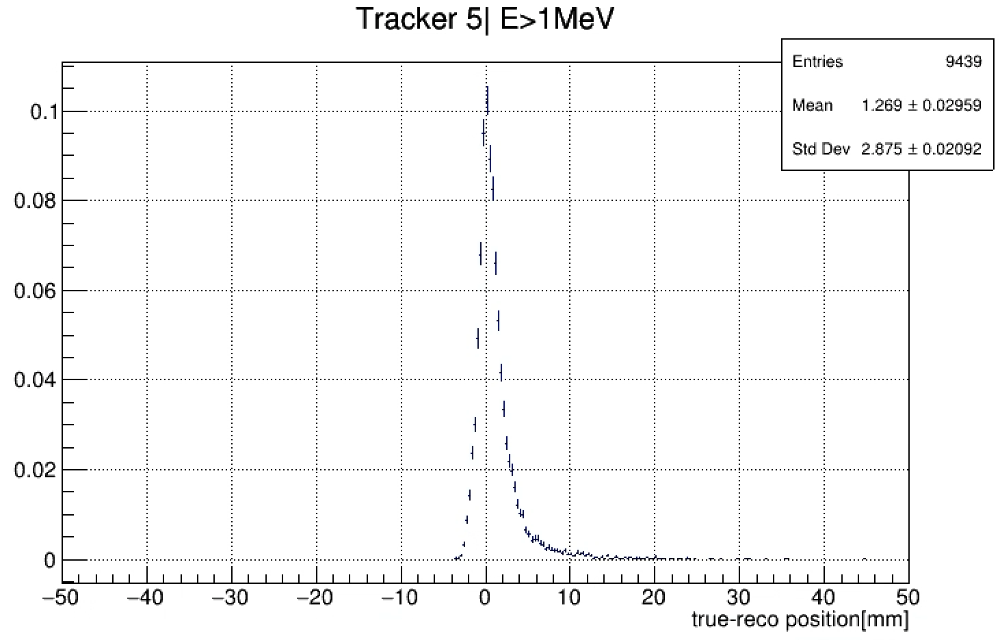 Tracker 5| E>1MeV
Entries 9439
Mean 1.269 ± 0.02959
Std Dev 2.875 ± 0.02092
0.1
0.08
0.06
0.04
0.02
0
−50 −40 −30 −20 −10 0 10 20 30 40 50
true-reco position[mm]